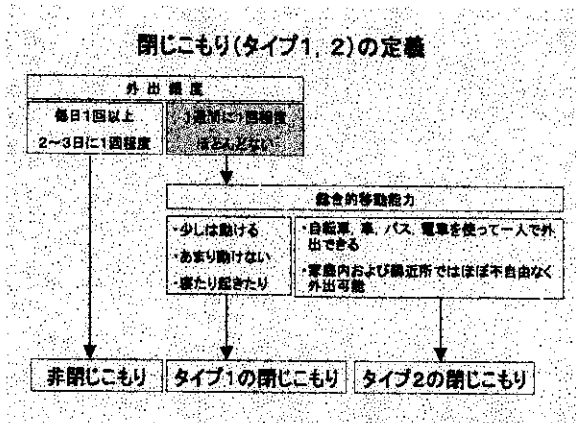 閉じこもり(タイプ1, 2)の定義
外出頻度
毎日1回以上
2〜3日に1回程度
1週間に1回程度
ほとんどない
総合的移動能力
・少しは動ける
・あまり動けない
・寝たり起きたり
・自転車, 車, バス, 電車を使って一人で外
出できる
・家庭内および隣近所ではほぼ不自由なく
外出可能
非閉じこもり
タイプ1の閉じこもり
タイプ2の閉じこもり